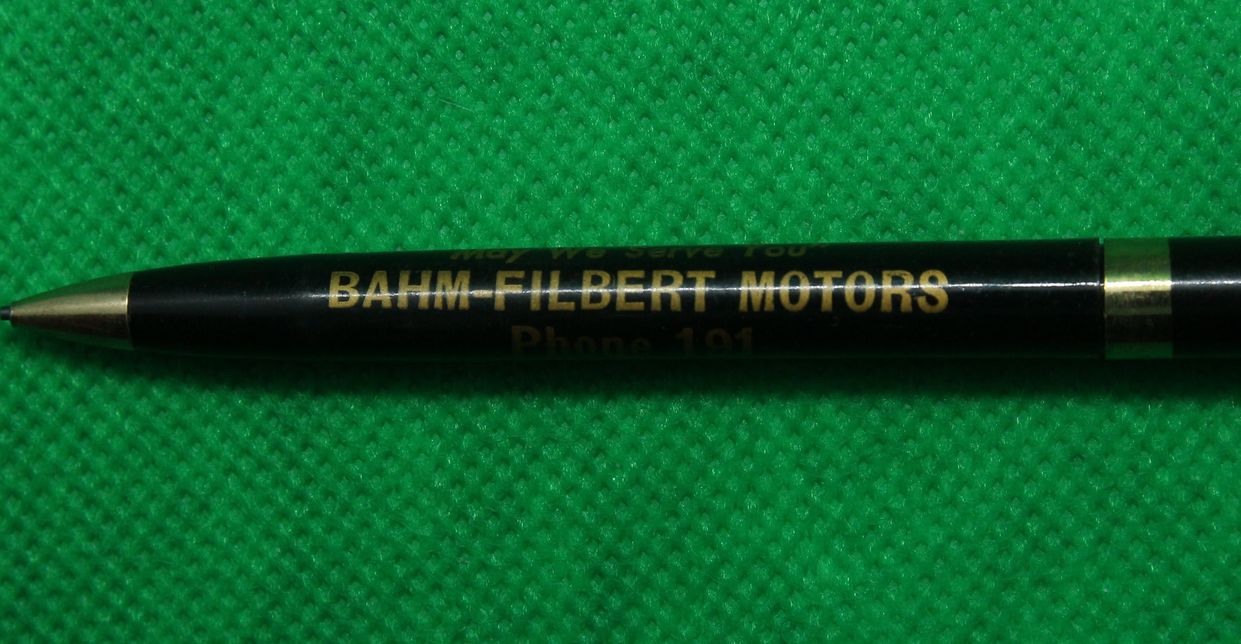 May We Serve You"
BAHM-FILBERT MOTORS
Phone 191